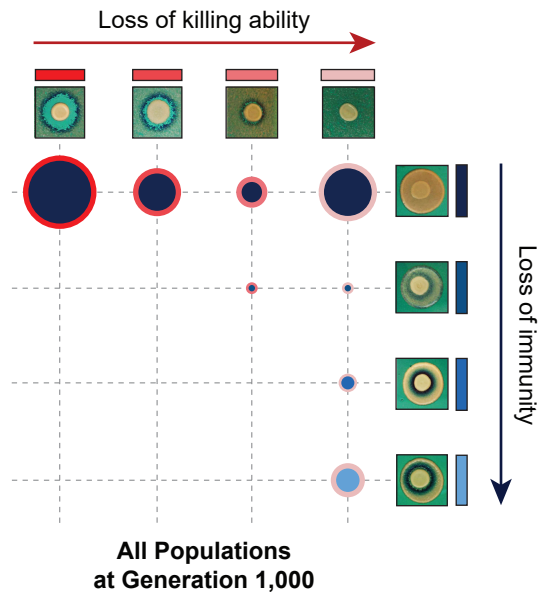 Loss of killing ability
Loss of immunity
All Populations
at Generation 1,000